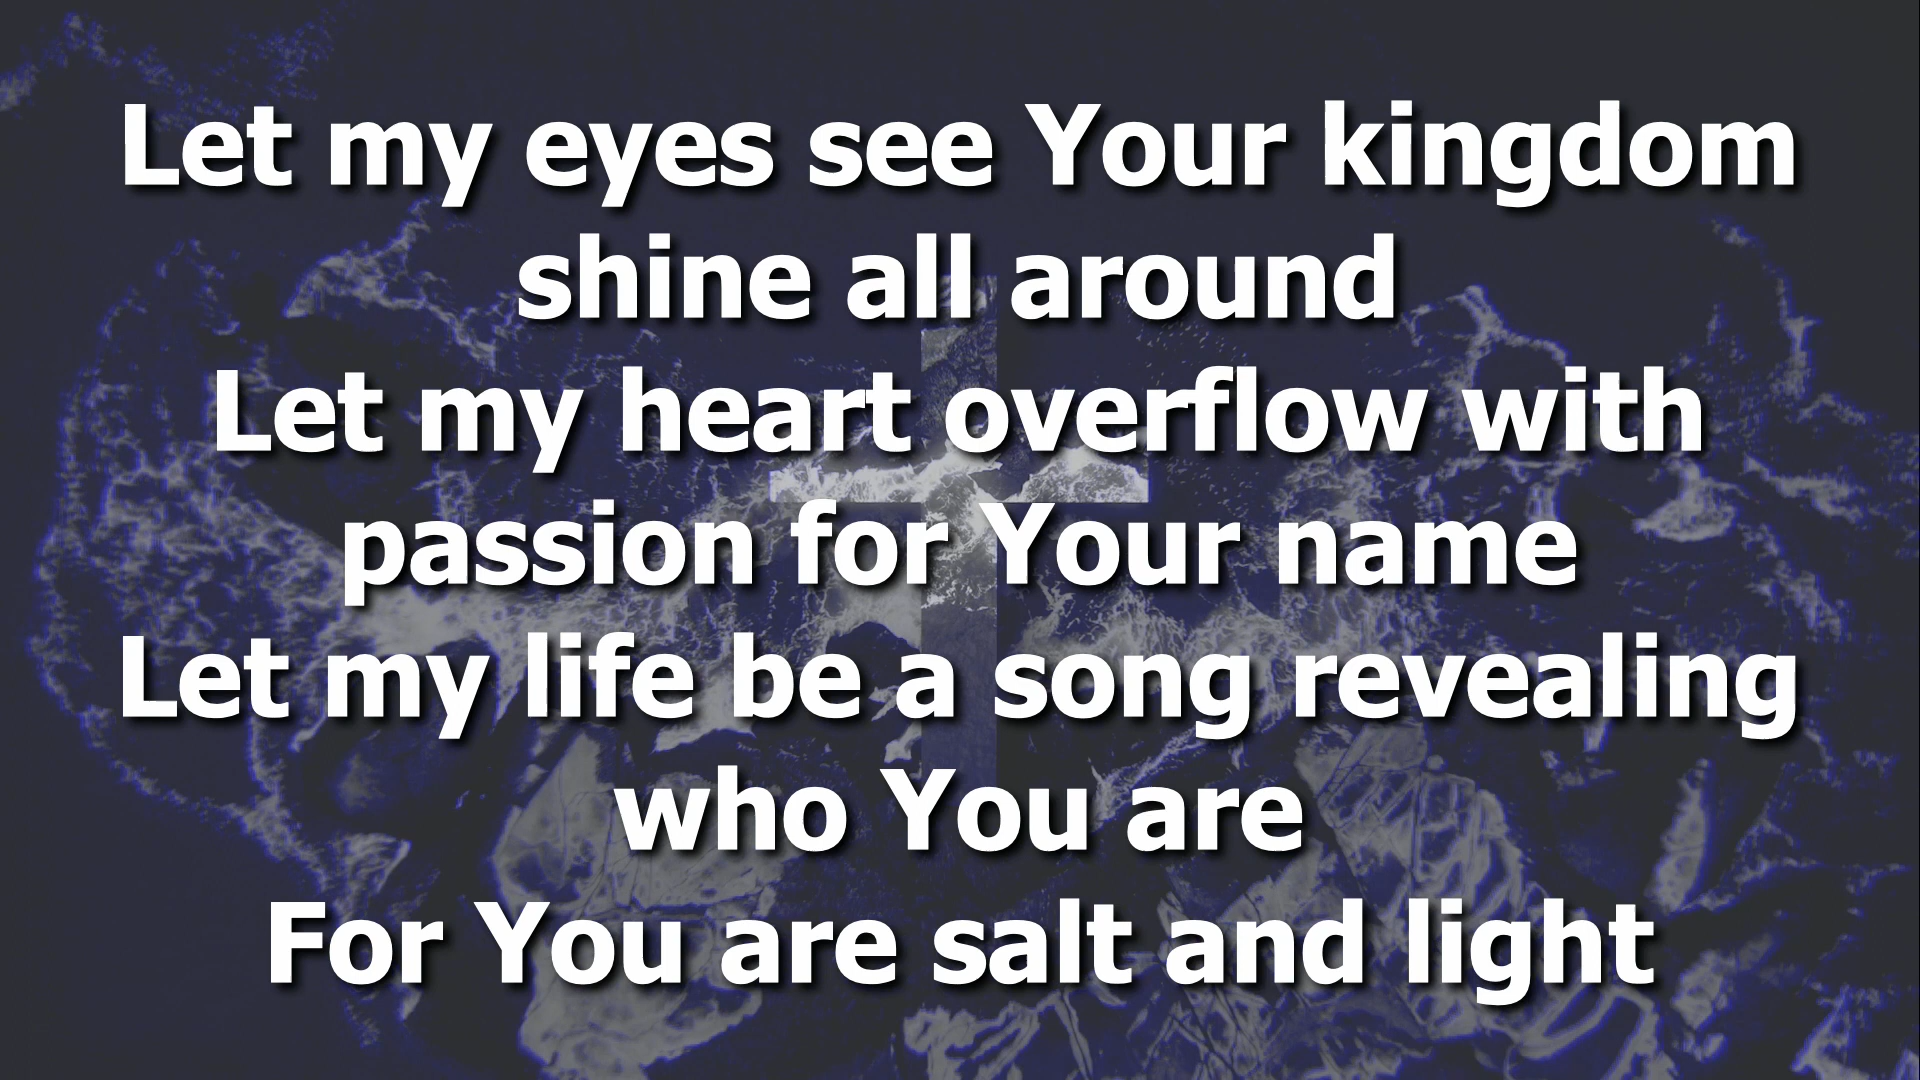 Let my eyes see Your kingdom
shine all around
Let my heart overflow with
passion for Your name
Let my life be a song revealing
who You are
For You are salt and light